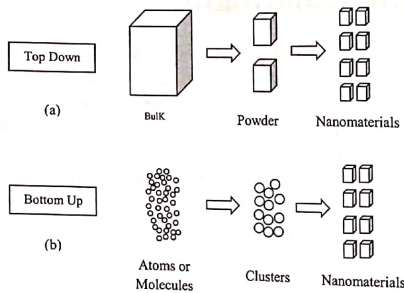 Top Down
(a)
BulK
Powder
Nanomaterials
Bottom Up
(b)
Atoms or
Molecules
Clusters
Nanomaterials